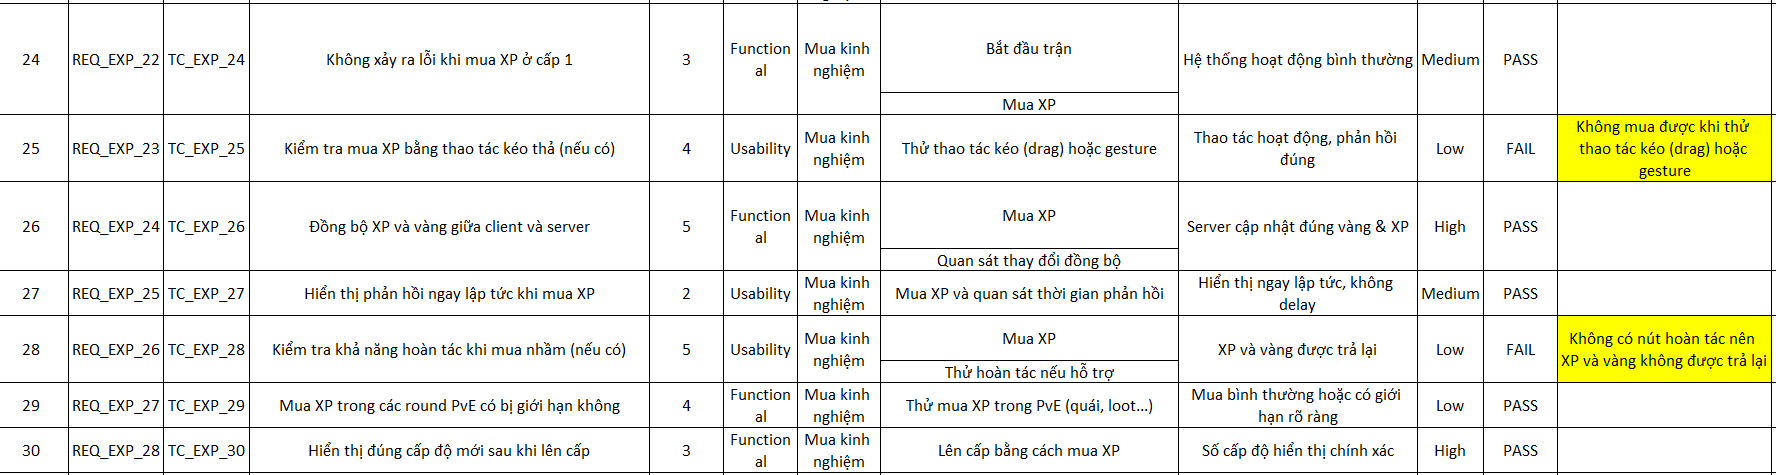 24 REQ_EXP_22 TC_EXP_24 Không xảy ra lỗi khi mua XP ở cấp 1 3 Function al Mua kinh nghiệm Bắt đầu trận Hệ thống hoạt động bình thường Medium PASS
Mua XP
25 REQ_EXP_23 TC_EXP_25 Kiểm tra mua XP bằng thao tác kéo thả (nếu có) 4 Usability Mua kinh nghiệm Thử thao tác kéo (drag) hoặc gesture Thao tác hoạt động, phản hồi đúng Low FAIL Không mua được khi thử thao tác kéo (drag) hoặc gesture
26 REQ_EXP_24 TC_EXP_26 Đồng bộ XP và vàng giữa client và server 5 Function al Mua kinh nghiệm Mua XP Server cập nhật đúng vàng & XP High PASS
Quan sát thay đổi đồng bộ
27 REQ_EXP_25 TC_EXP_27 Hiển thị phản hồi ngay lập tức khi mua XP 2 Usability Mua kinh nghiệm Mua XP và quan sát thời gian phản hồi Hiển thị ngay lập tức, không delay Medium PASS
28 REQ_EXP_26 TC_EXP_28 Kiểm tra khả năng hoàn tác khi mua nhầm (nếu có) 5 Usability Mua kinh nghiệm Mua XP XP và vàng được trả lại Low FAIL Không có nút hoàn tác nên XP và vàng không được trả lại
Thử hoàn tác nếu hỗ trợ
29 REQ_EXP_27 TC_EXP_29 Mua XP trong các round PvE có bị giới hạn không 4 Function al Mua kinh nghiệm Thử mua XP trong PvE (quái, loot...) Mua bình thường hoặc có giới hạn rõ ràng Low PASS
30 REQ_EXP_28 TC_EXP_30 Hiển thị đúng cấp độ mới sau khi lên cấp 3 Function al Mua kinh nghiệm Lên cấp bằng cách mua XP Số cấp độ hiển thị chính xác High PASS